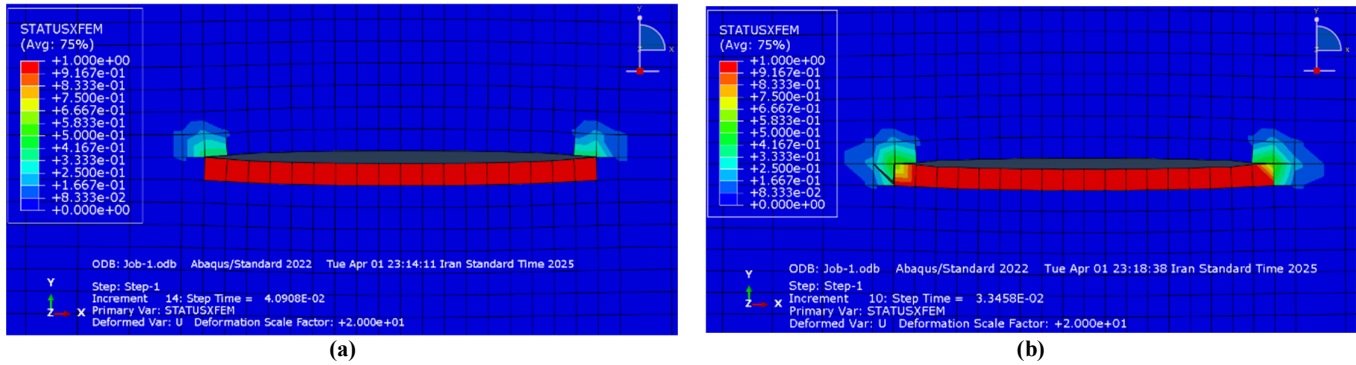 STATUSXFEM
(Avg: 75%)
+1.000e+00
+9.167e-01
+8.333e-01
+7.500e-01
+6.667e-01
+5.833e-01
+5.000e-01
+4.167e-01
+3.333e-01
+2.500e-01
+1.667e-01
+8.333e-02
+0.000e+00
Y
Z
X
ODB: Job-1.odb Abaqus/Standard 2022 Tue Apr 01 23:14:11 Iran Standard Time 2025
Y
Z X
Step: Step-1
Increment 14: Step Time = 4.0908E-02
Primary Var: STATUSXFEM
Deformed Var: U Deformation Scale Factor: +2.000e+01
(a)
STATUSXFEM
(Avg: 75%)
+1.000e+00
+9.167e-01
+8.333e-01
+7.500e-01
+6.667e-01
+5.833e-01
+5.000e-01
+4.167e-01
+3.333e-01
+2.500e-01
+1.667e-01
+8.333e-02
+0.000e+00
Y
Z
X
ODB: Job-1.odb Abaqus/Standard 2022 Tue Apr 01 23:18:38 Iran Standard Time 2025
Y
Z X
Step: Step-1
Increment 10: Step Time = 3.3458E-02
Primary Var: STATUSXFEM
Deformed Var: U Deformation Scale Factor: +2.000e+01
(b)